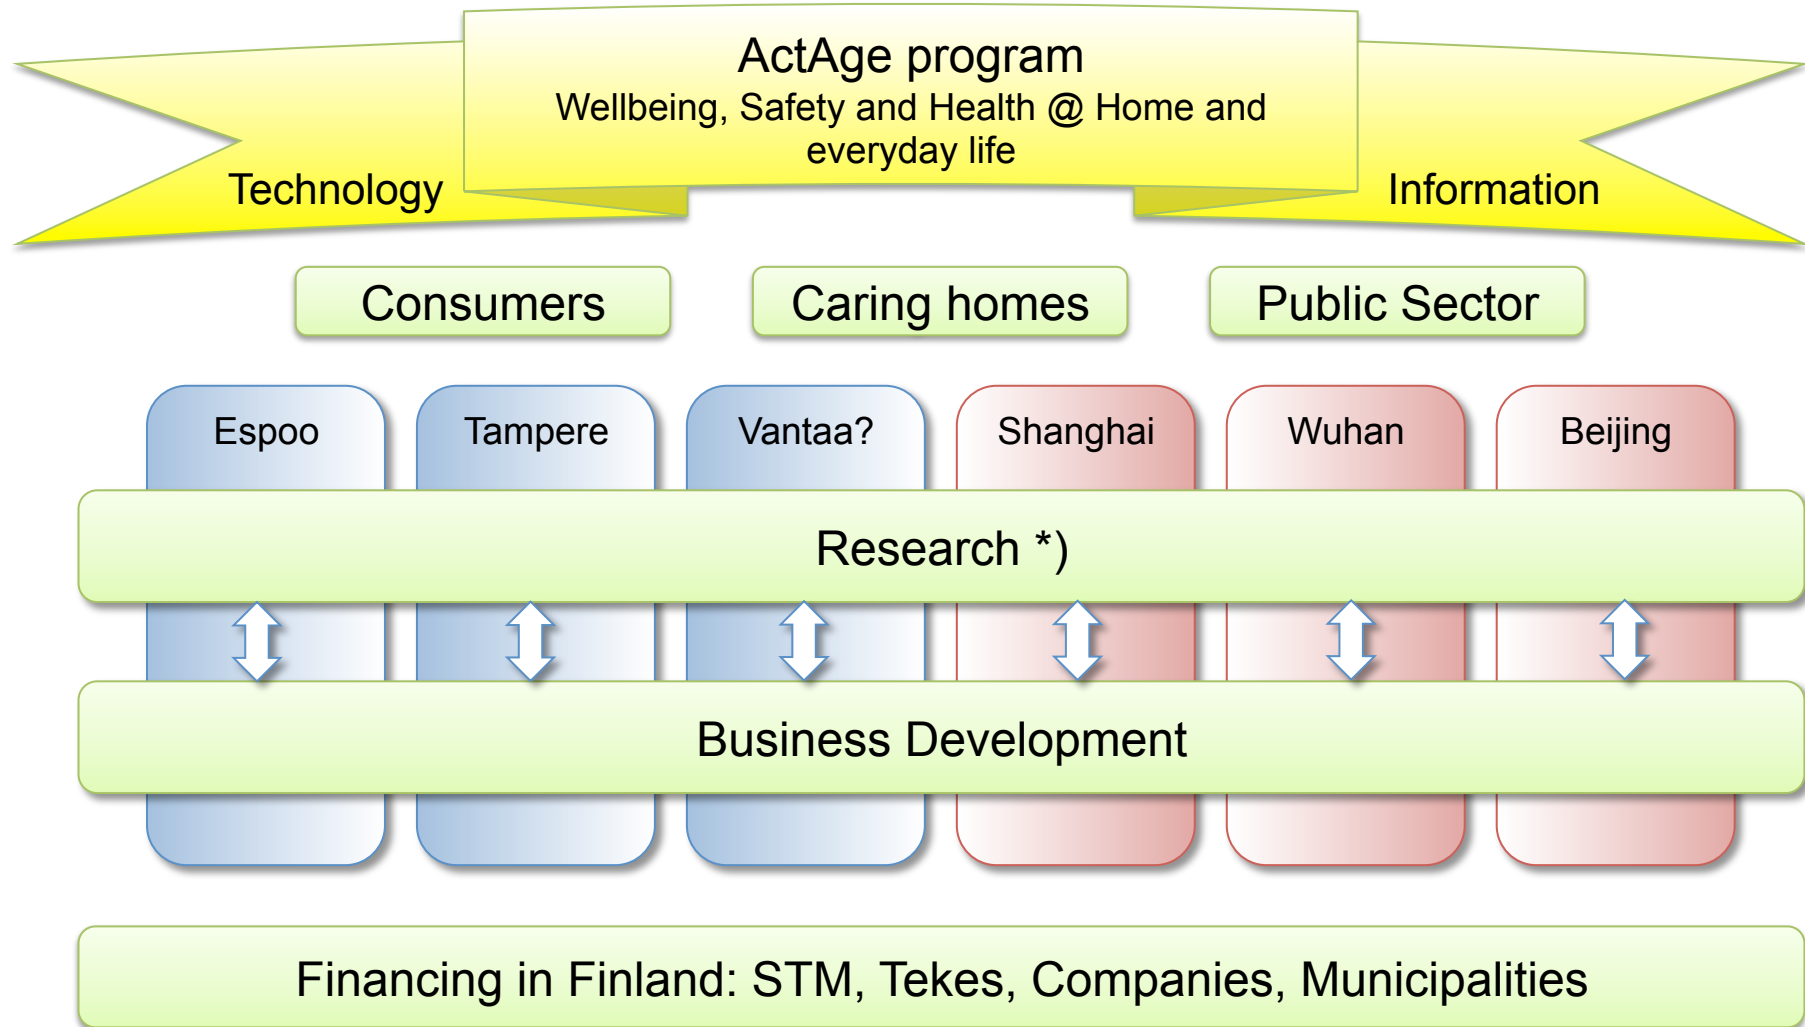 ActAge program
Wellbeing, Safety and Health @ Home and
everyday life
Technology
Information
Consumers
Caring homes
Public Sector
Espoo
Tampere
Vantaa?
Shanghai
Wuhan
Beijing
Research *)
Business Development
Financing in Finland: STM, Tekes, Companies, Municipalities